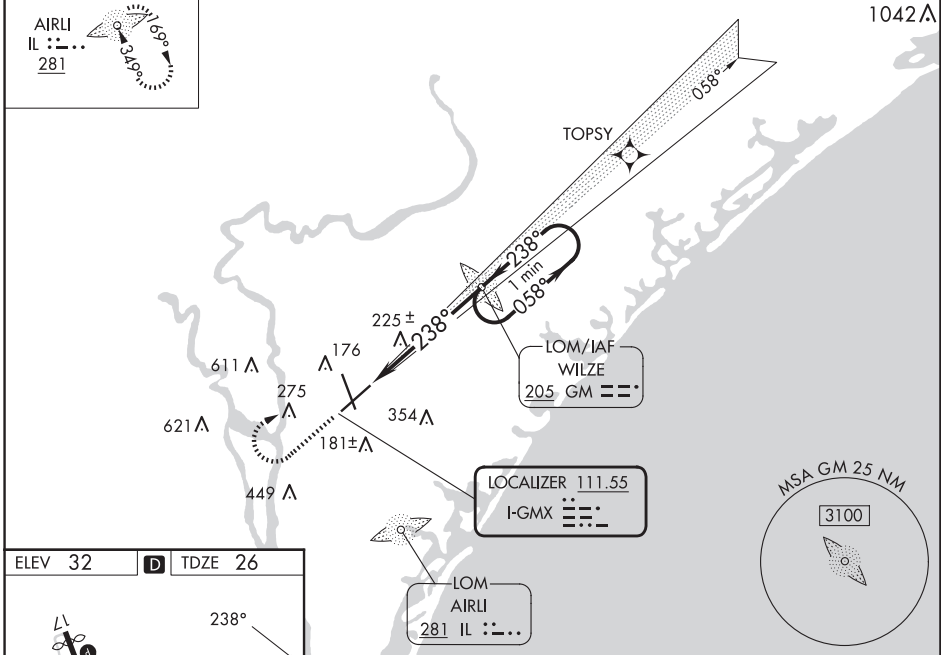 AIRLI
IL
281
169°
349°
1042
058°
TOPSY
238°
1 min
058°
225±
238°
176
611
275
LOM/IAF
WILZE
205 GM
621
354
181±
449
LOCALIZER 111.55
I-GMX
MSA GM 25 NM
3100
ELEV 32 D TDZE 26
LOM
AIRLI
281 IL
17
238°
A